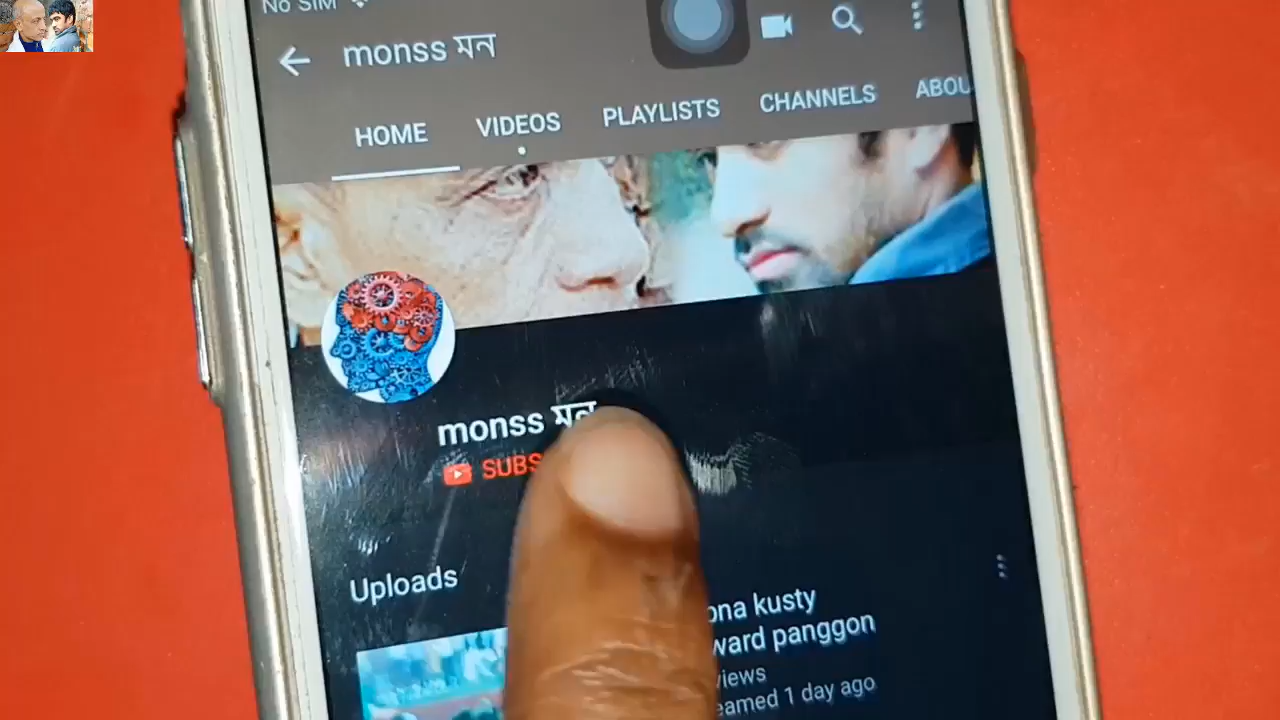 No SIM
monss মন
HOME VIDEOS PLAYLISTS CHANNELS ABOU
monss মন
SUBS
Uploads
ona kusty
ward panggon
views
eamed 1 day ago